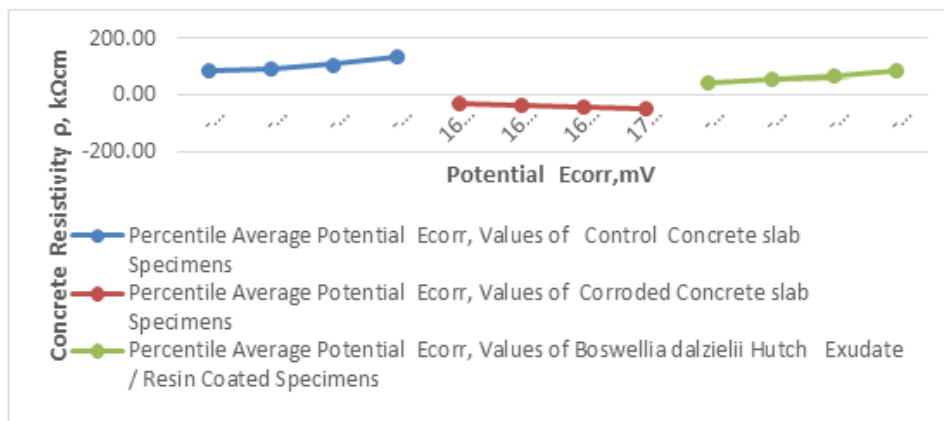 Concrete Resistivity ρ, kΩcm
200.00
0.00
-200.00
-... -... -... -... 16... 16... 16... 17... -... -... -... -...
Potential Ecorr,mV
Percentile Average Potential Ecorr, Values of Control Concrete slab
Specimens
Percentile Average Potential Ecorr, Values of Corroded Concrete slab
Specimens
Percentile Average Potential Ecorr, Values of Boswellia dalzielii Hutch Exudate
/ Resin Coated Specimens